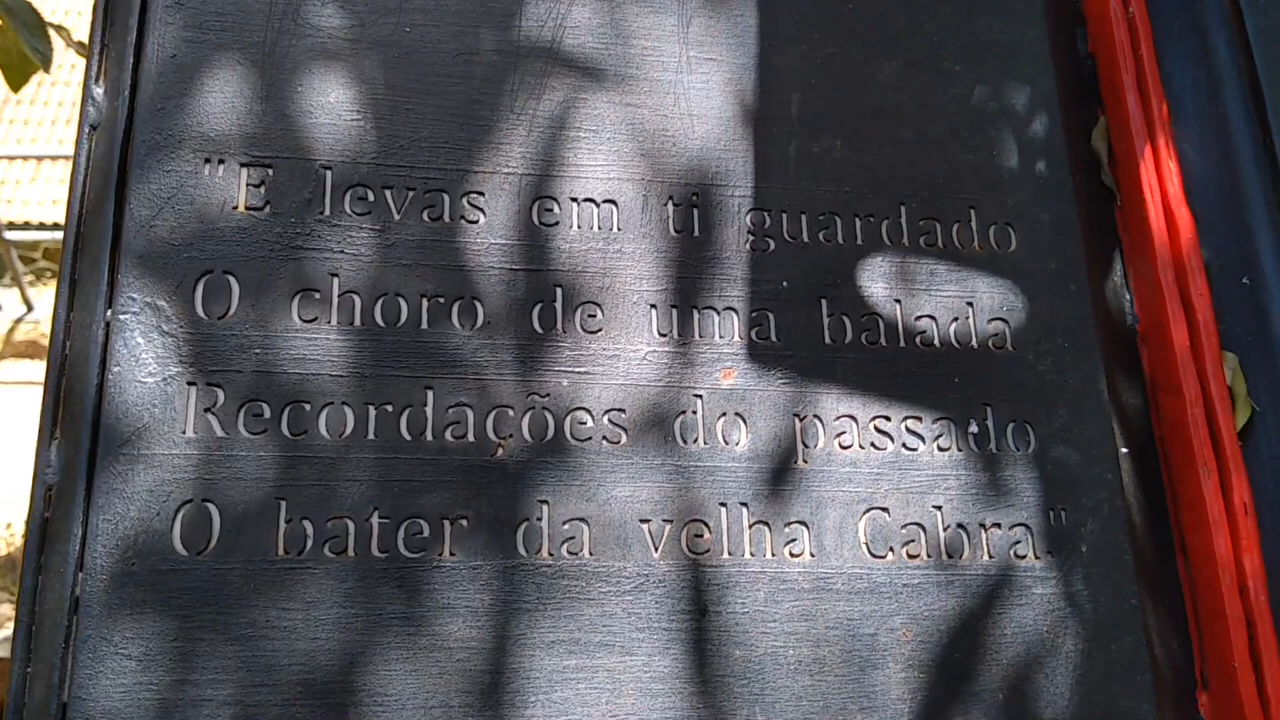 "E levas em ti guardado
O choro de uma balada
Recordações do passado
O bater da velha Cabra."